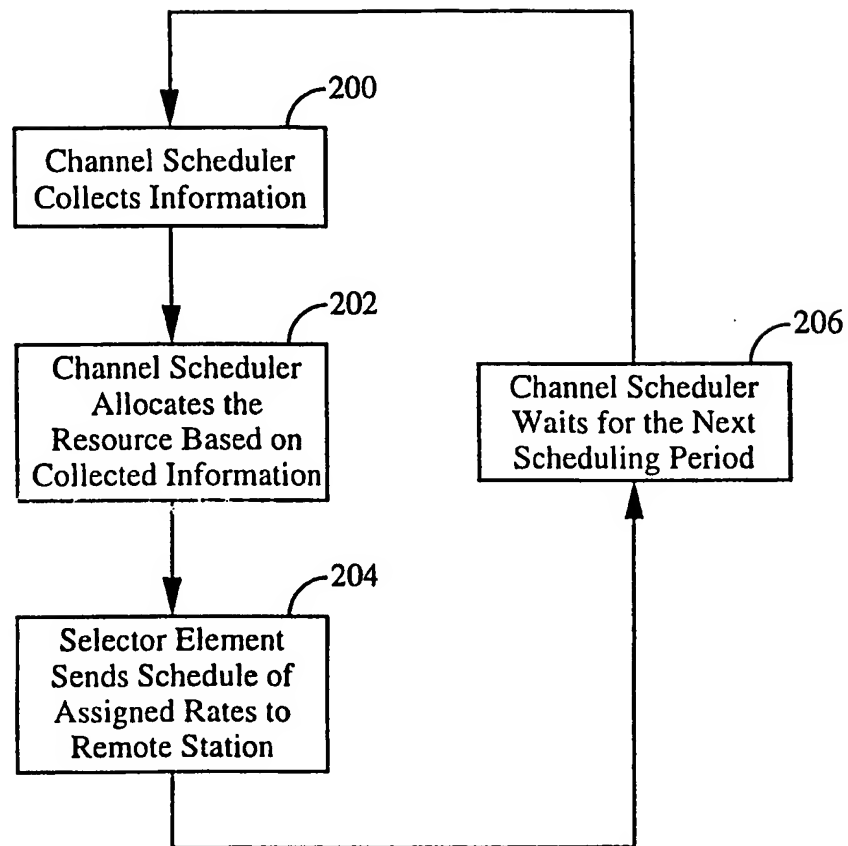 200
Channel Scheduler
Collects Information
202
Channel Scheduler
Allocates the
Resource Based on
Collected Information
204
Selector Element
Sends Schedule of
Assigned Rates to
Remote Station
206
Channel Scheduler
Waits for the Next
Scheduling Period